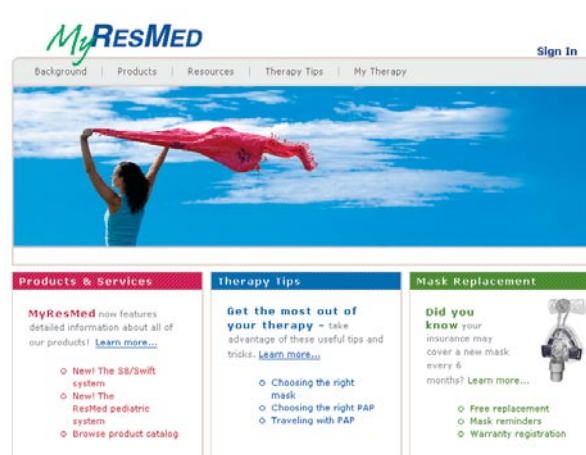 MyResMed
Sign In
Background | Products | Resources | Therapy Tips | My Therapy
Products & Services
MyResMed now features
detailed information about all of
our products! Learn more...
New! The S8/Swift
system
New! The
ResMed pediatric
system
Browse product catalog
Therapy Tips
Get the most out of
your therapy – take
advantage of these useful tips and
tricks. Learn more...
Choosing the right
mask
Choosing the right PAP
Traveling with PAP
Mask Replacement
Did you
know your
insurance may
cover a new mask
every 6
months? Learn more...
Free replacement
Mask reminders
Warranty registration